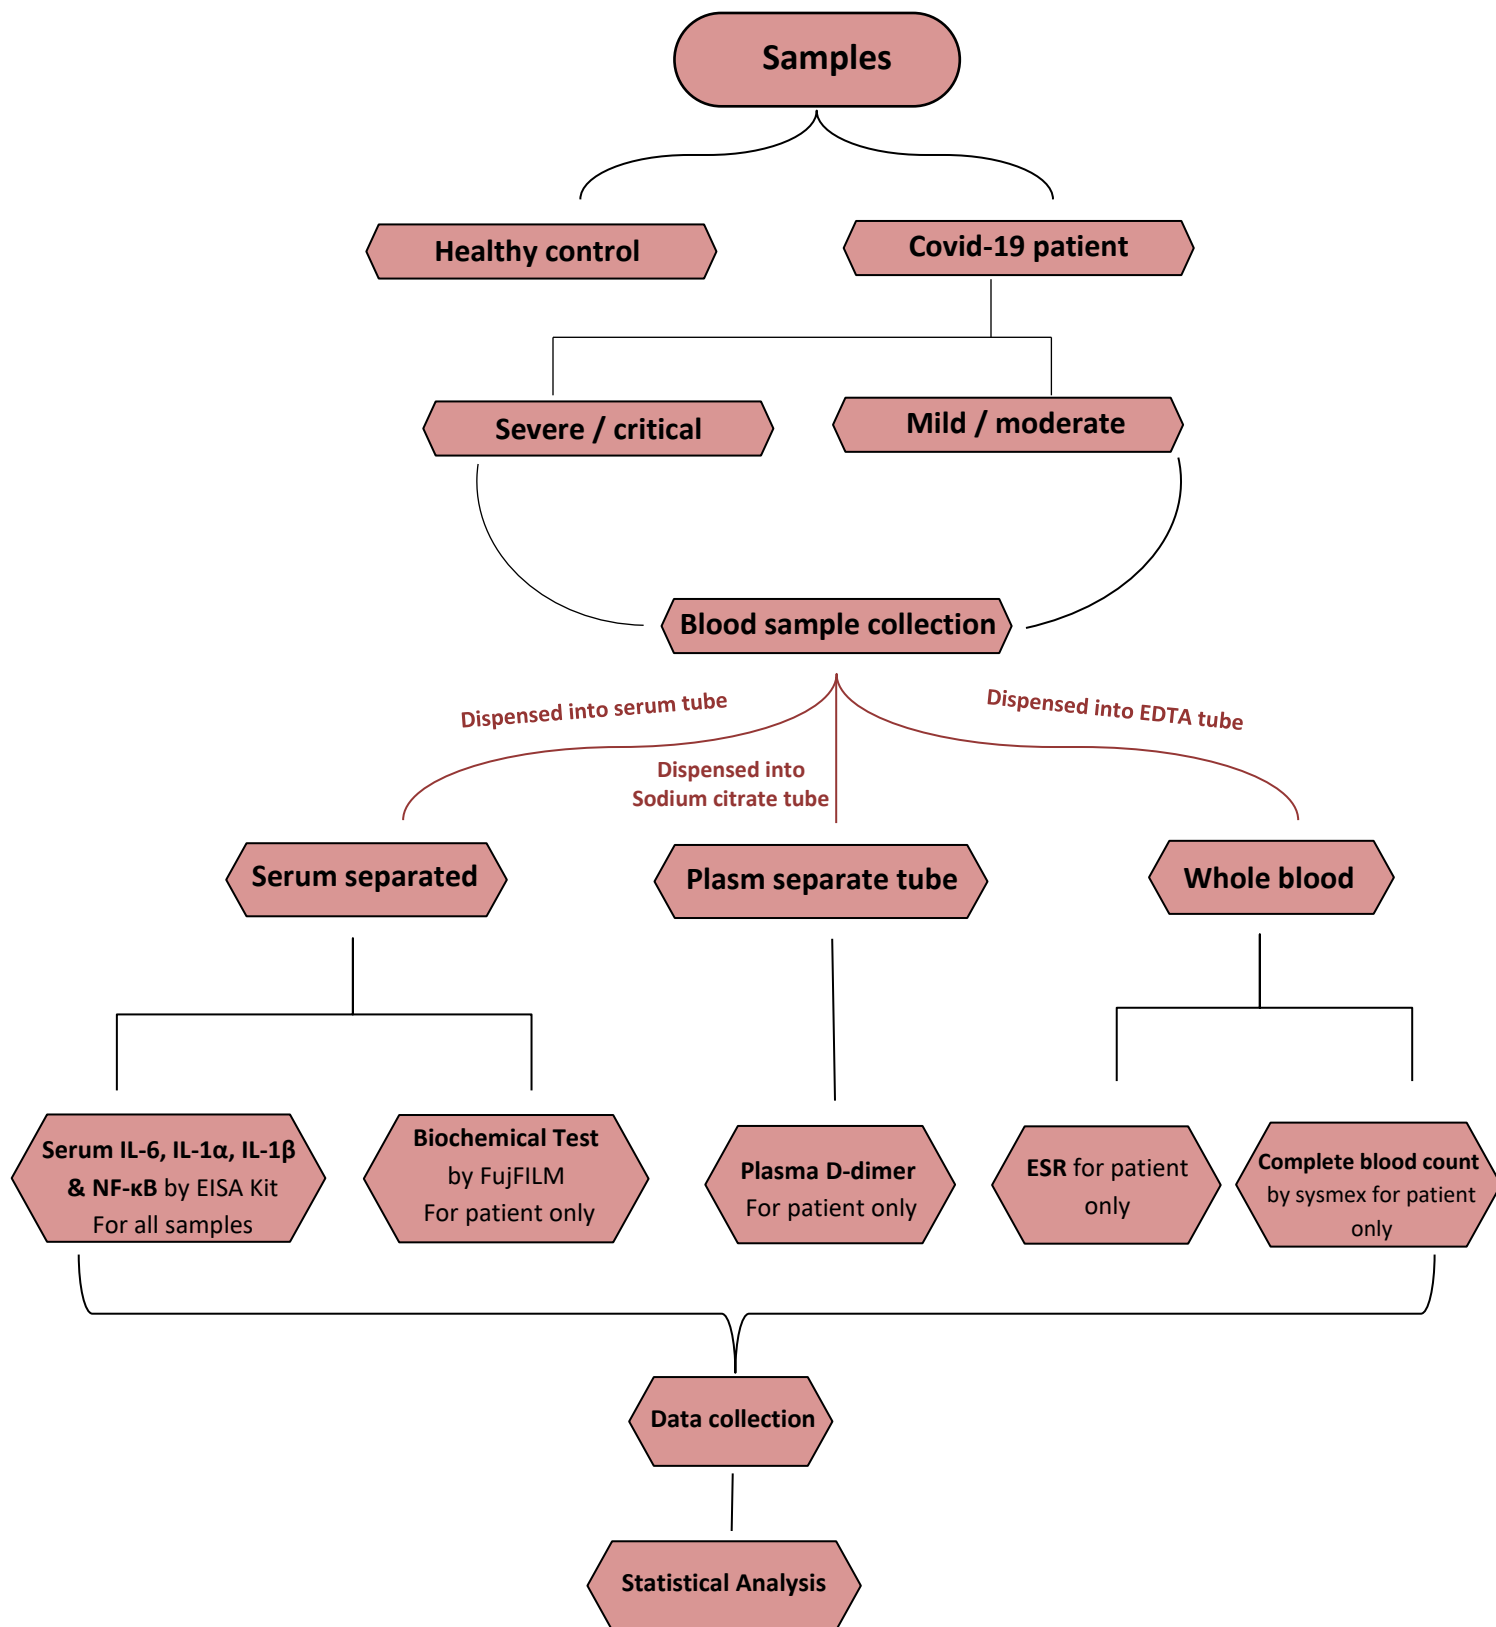 Samples
Healthy control
Covid-19 patient
Severe / critical
Mild / moderate
Blood sample collection
Dispensed into serum tube
Dispensed into
Sodium citrate tube
Dispensed into EDTA tube
Serum separated
Plasm separate tube
Whole blood
Serum IL-6, IL-1α, IL-1β
& NF-κB by EISA Kit
For all samples
Biochemical Test
by FujFILM
For patient only
Plasma D-dimer
For patient only
ESR for patient
only
Complete blood count
by sysmex for patient
only
Data collection
Statistical Analysis